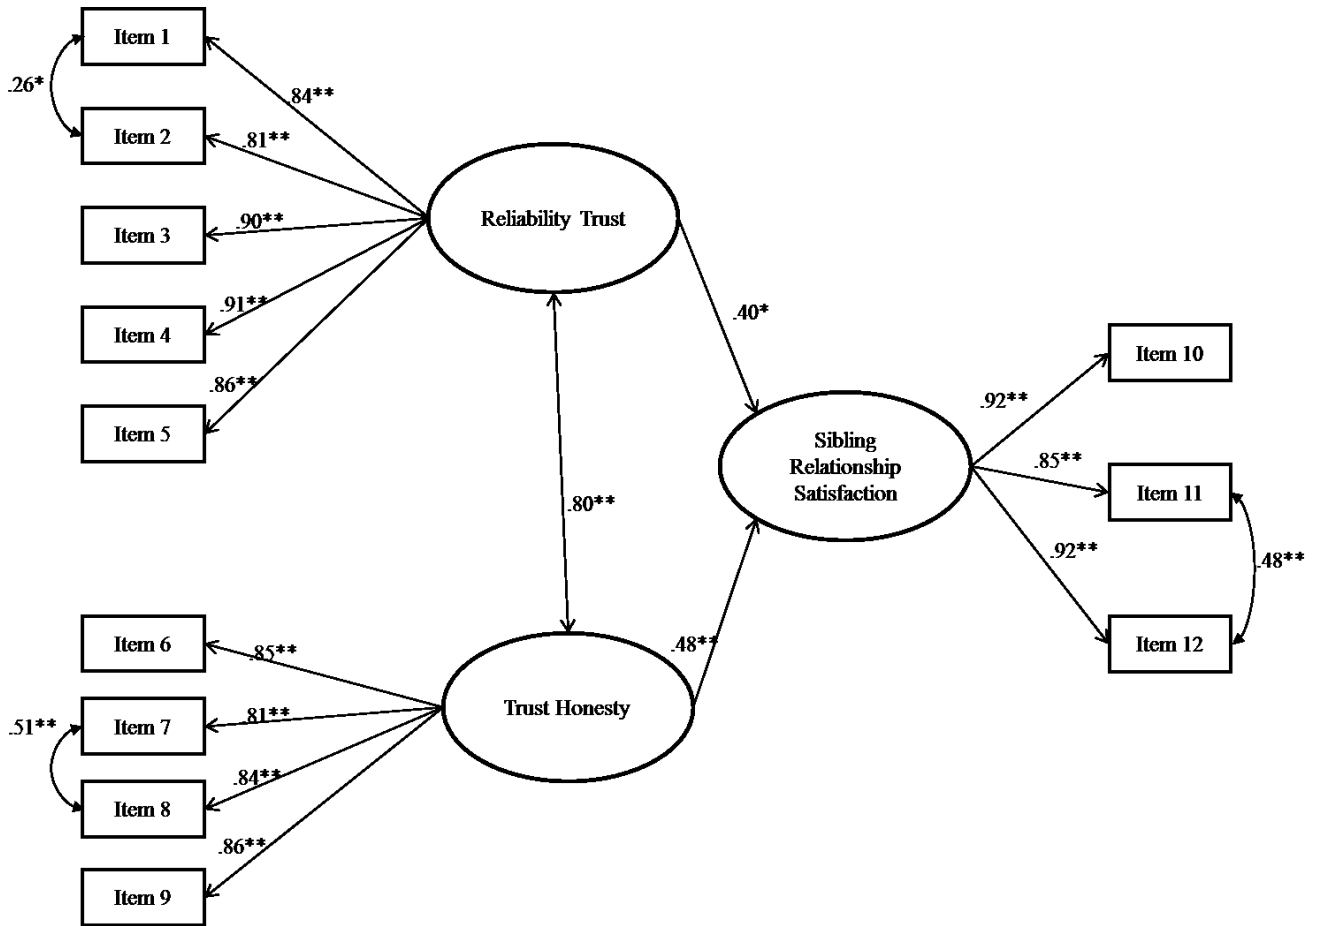 Item 1
.26*
.84**
Item 2
.81**
Item 3
.90**
Reliability Trust
Item 4
.91**
Item 5
.86**
.40*
Item 10
.92**
Sibling
Relationship
Satisfaction
.85**
Item 11
.80**
.92**
.48**
Item 12
Item 6
.85**
.48**
.51**
Item 7
.81**
Trust Honesty
.84**
Item 8
.86**
Item 9